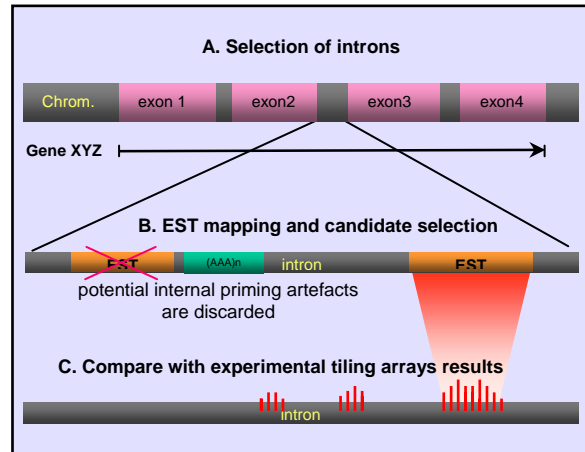 A. Selection of introns
Chrom. exon 1 exon2 exon3 exon4
Gene XYZ
B. EST mapping and candidate selection
EST (AAA)n intron EST
potential internal priming artefacts
are discarded
C. Compare with experimental tiling arrays results
intron